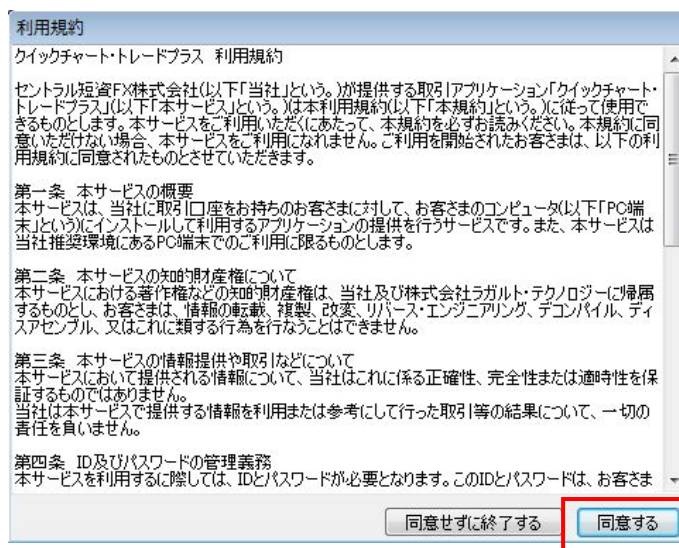 利用規約
クイックチャート・トレードプラス 利用規約
セントラル短資FX株式会社(以下「当社」という。)が提供する取引アプリケーション「クイックチャート・
トレードプラス」(以下「本サービス」という。)は本利用規約(以下「本規約」という。)に従って使用で
きるものとします。本サービスをご利用いただくにあたって、本規約を必ずお読みください。本規約に同
意いただけない場合、本サービスをご利用になれません。ご利用を開始されたお客さまは、以下の利
用規約に同意されたものとさせていただきます。
第一条 本サービスの概要
本サービスは、当社に取引口座をお持ちのお客さまに対して、お客さまのコンピュータ(以下「PC端
末」という)にインストールして利用するアプリケーションの提供を行うサービスです。また、本サービスは
当社推奨環境にあるPC端末でのご利用に限るものとします。
第二条 本サービスの知的財産権について
本サービスにおける著作権などの知的財産権は、当社及び株式会社ラガルト・テクノロジーに帰属
するものとし、お客さまは、情報の転載、複製、改変、リバース・エンジニアリング、デコンパイル、ディ
スアセンブル、又はこれに類する行為を行なうことはできません。
第三条 本サービスの情報提供や取引などについて
本サービスにおいて提供される情報について、当社はこれに係る正確性、完全性または適時性を保
証するものではありません。
当社は本サービスで提供する情報を利用または参考にして行った取引等の結果について、一切の
責任を負いません。
第四条 ID及びパスワードの管理義務
本サービスを利用するに際しては、IDとパスワードが必要となります。このIDとパスワードは、お客さま
同意せずに終了する
同意する